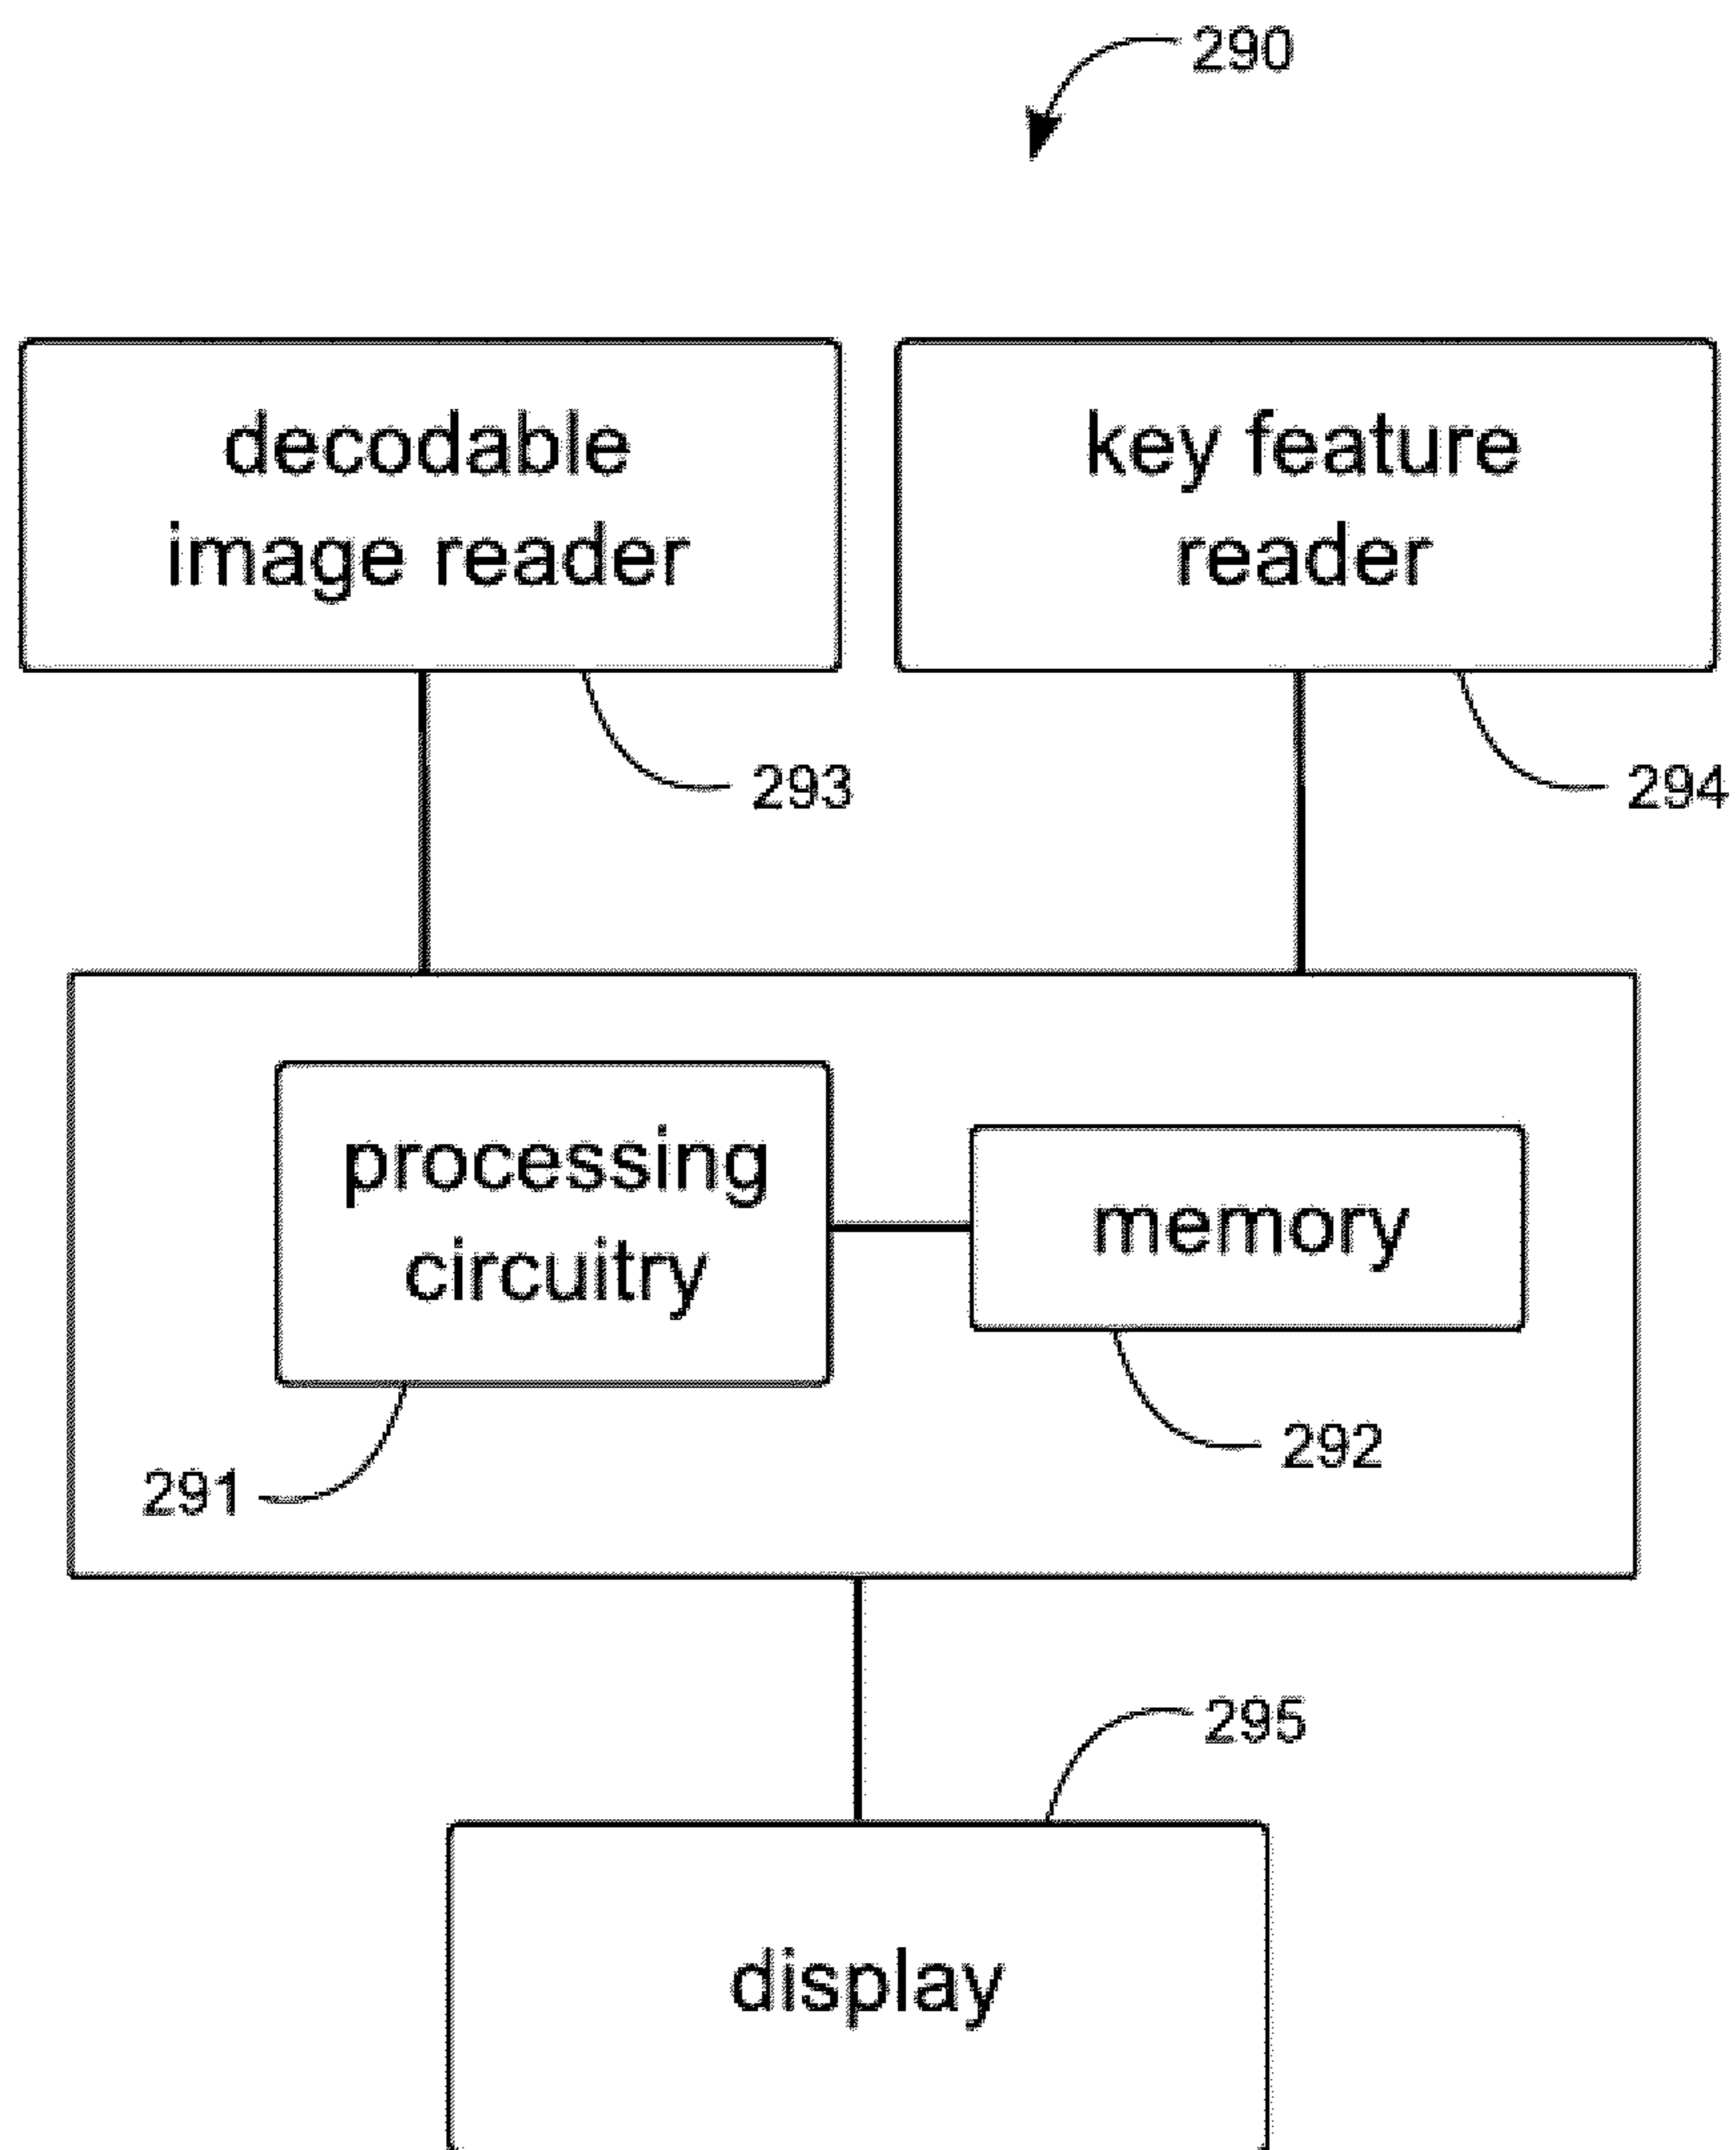 290
decodable
image reader
key feature
reader
293
294
processing
circuitry
memory
291
292
295
display